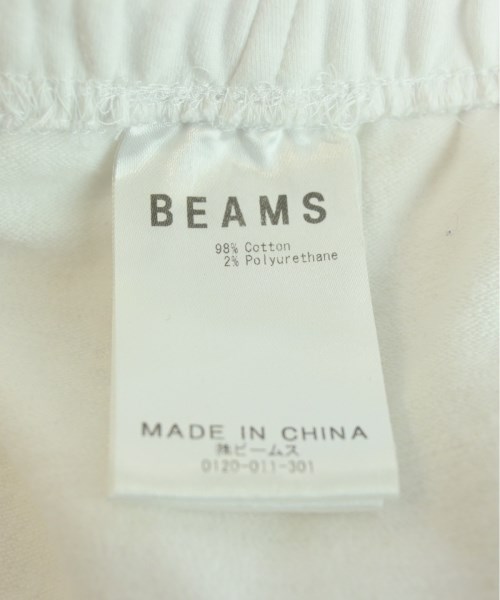 BEAMS
98% Cotton
2% Polyurethane
MADE IN CHINA
㈱ビームス
0120-011-301